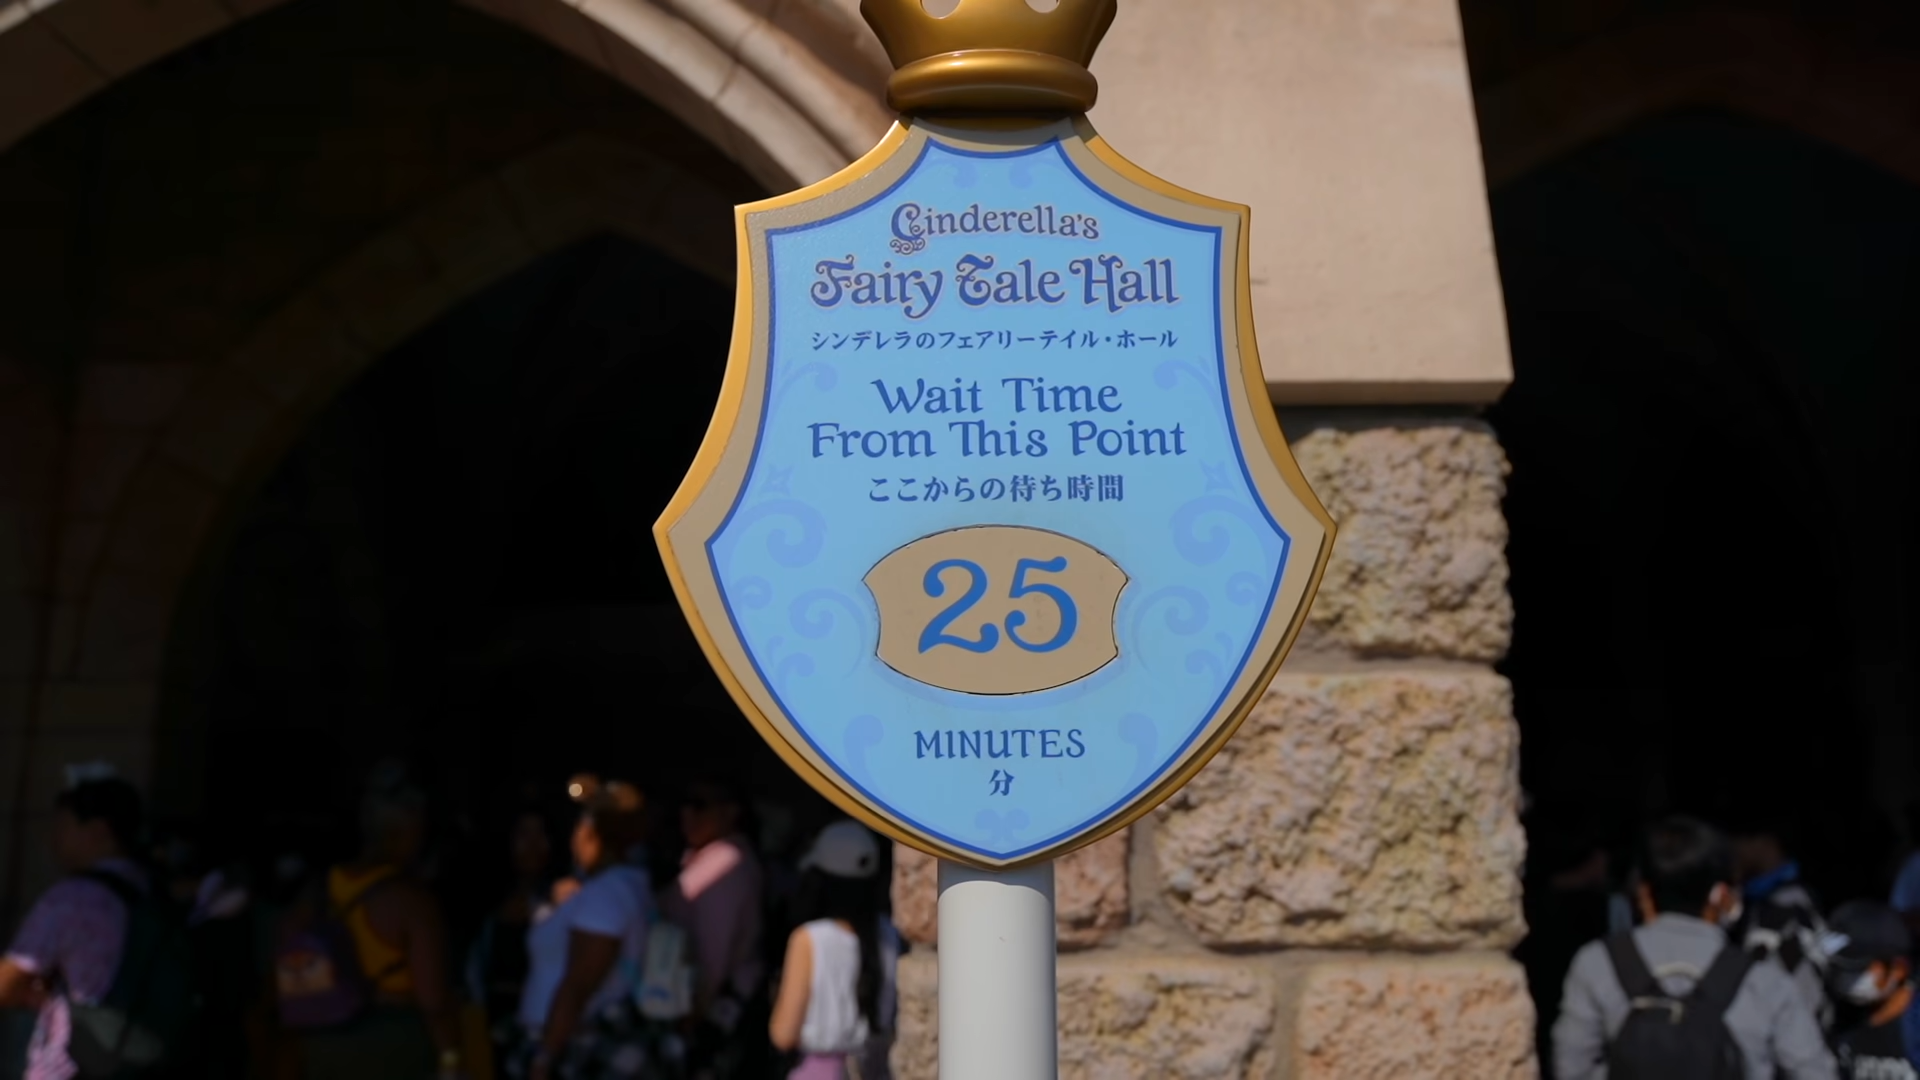 Cinderella's
Fairy Tale Hall
シンデレラのフェアリーテイル・ホール
Wait Time
From This Point
ここからの待ち時間
25
MINUTES
分